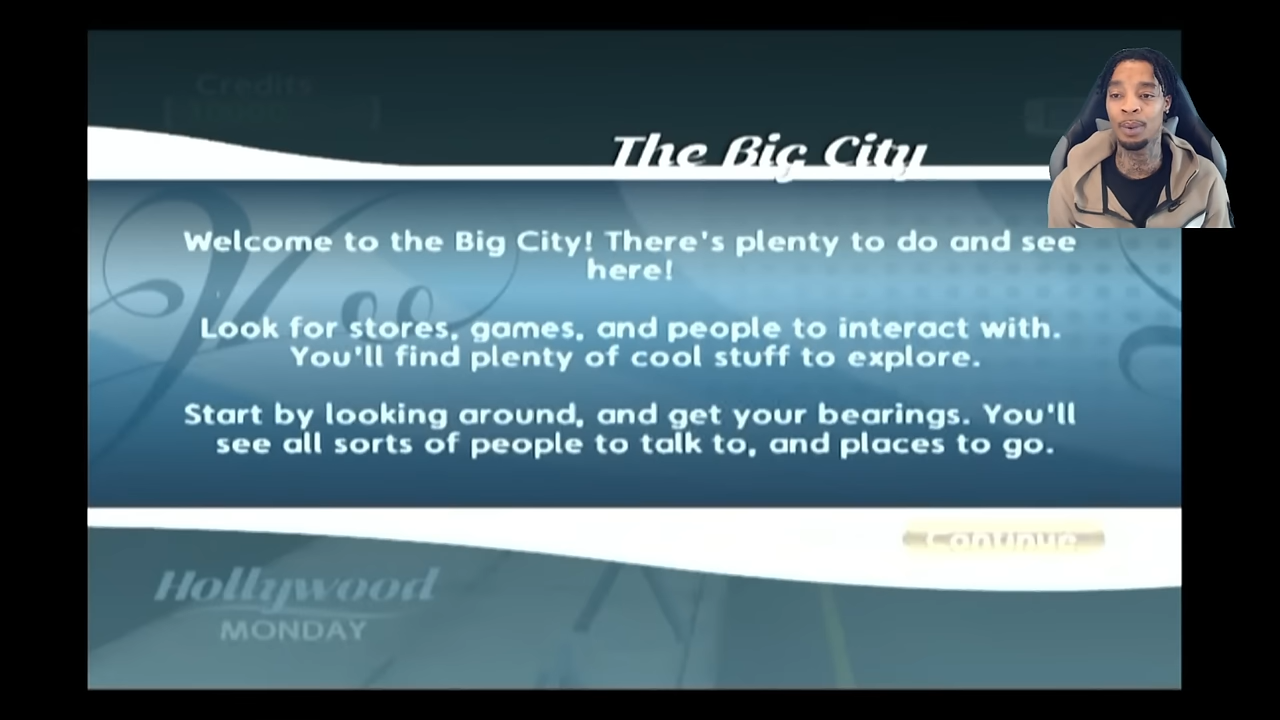 Credits
The Big City
Welcome to the Big City! There's plenty to do and see
here!
Look for stores, games, and people to interact with.
You'll find plenty of cool stuff to explore.
Start by looking around, and get your bearings. You'll
see all sorts of people to talk to, and places to go.
Continue
Hollywood
MONDAY